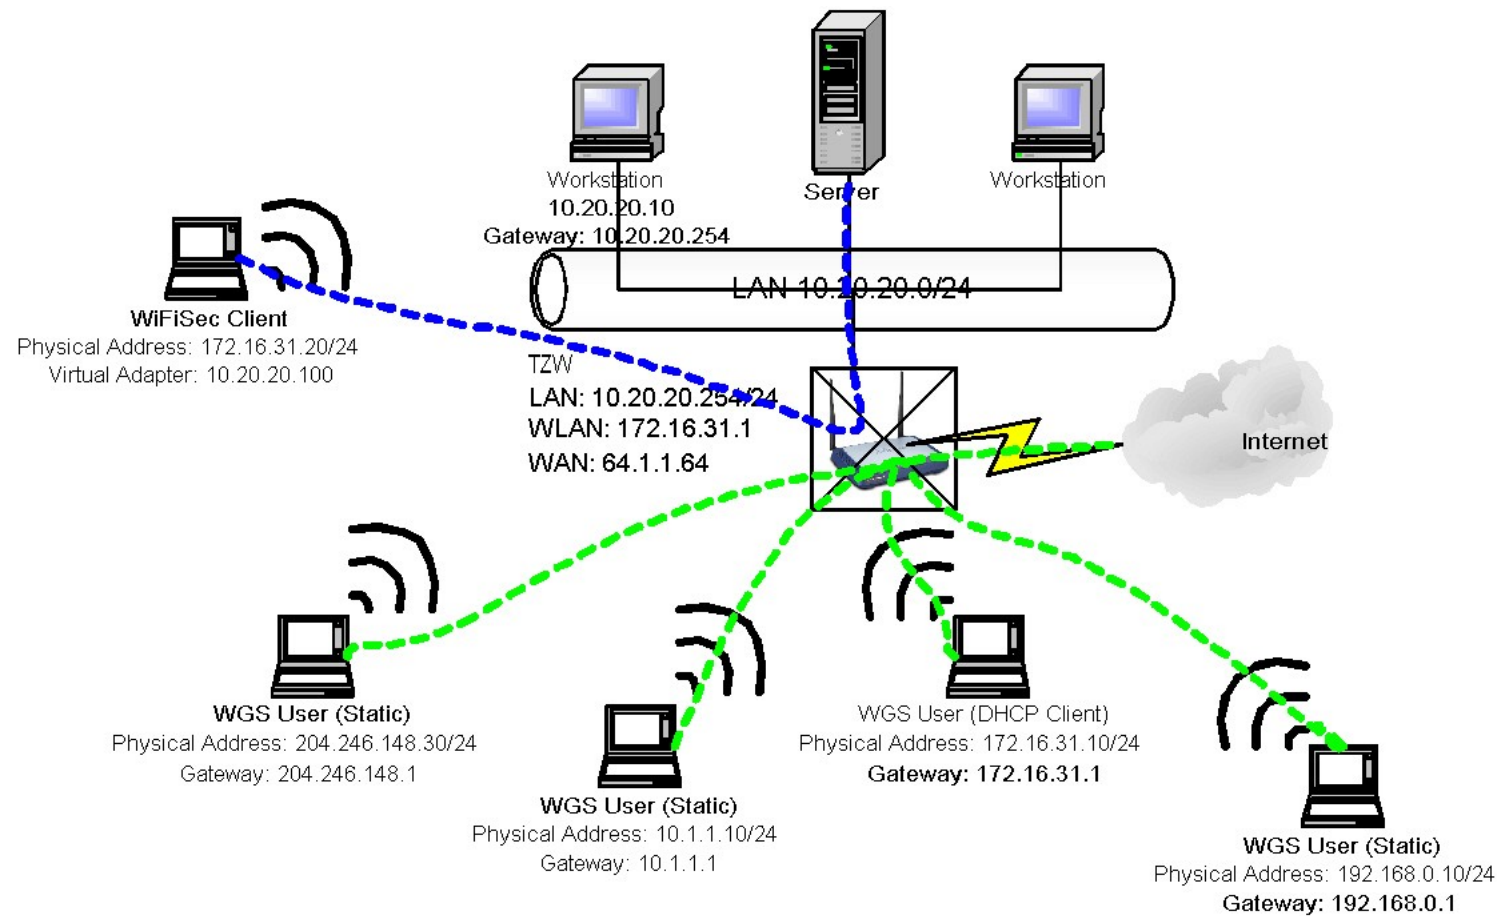 Workstation
10.20.20.10
Gateway: 10.20.20.254
Server
Workstation
LAN 10.20.20.0/24
WiFiSec Client
Physical Address: 172.16.31.20/24
Virtual Adapter: 10.20.20.100
TZW
LAN: 10.20.20.254/24
WLAN: 172.16.31.1
WAN: 64.1.1.64
Internet
WGS User (Static)
Physical Address: 204.246.148.30/24
Gateway: 204.246.148.1
WGS User (Static)
Physical Address: 10.1.1.10/24
Gateway: 10.1.1.1
WGS User (DHCP Client)
Physical Address: 172.16.31.10/24
Gateway: 172.16.31.1
WGS User (Static)
Physical Address: 192.168.0.10/24
Gateway: 192.168.0.1